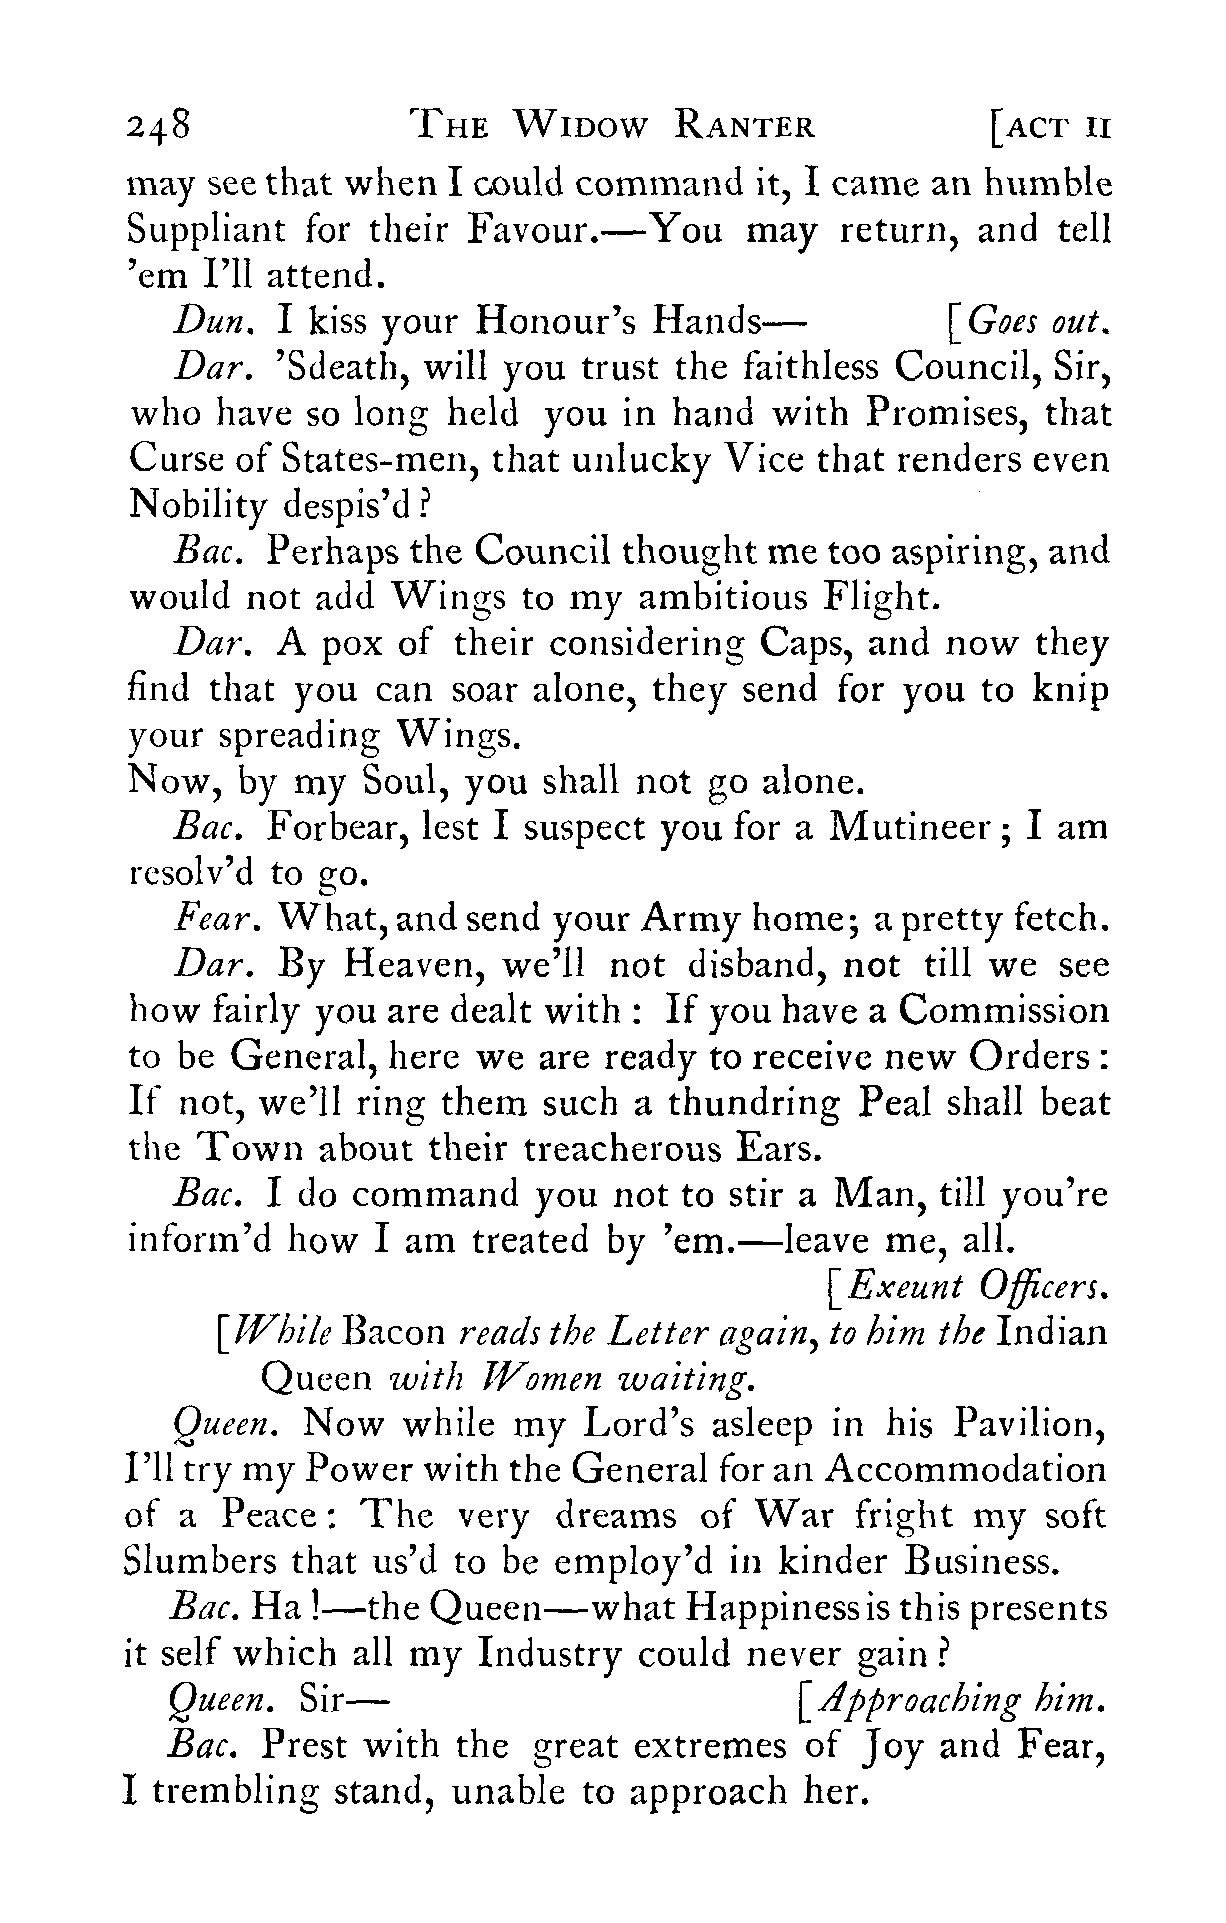 248 THE WIDOW RANTER [ACT II
may see that when I could command it, I came an humble
Suppliant for their Favour.—You may return, and tell
'em I'll attend.
Dun. I kiss your Honour's Hands— [Goes out.
Dar. 'Sdeath, will you trust the faithless Council, Sir,
who have so long held you in hand with Promises, that
Curse of States-men, that unlucky Vice that renders even
Nobility despis'd?
Bac. Perhaps the Council thought me too aspiring, and
would not add Wings to my ambitious Flight.
Dar. A pox of their considering Caps, and now they
find that you can soar alone, they send for you to knip
your spreading Wings.
Now, by my Soul, you shall not go alone.
Bac. Forbear, lest I suspect you for a Mutineer; I am
resolv'd to go.
Fear. What, and send your Army home; a pretty fetch.
Dar. By Heaven, we'll not disband, not till we see
how fairly you are dealt with: If you have a Commission
to be General, here we are ready to receive new Orders:
If not, we'll ring them such a thundring Peal shall beat
the Town about their treacherous Ears.
Bac. I do command you not to stir a Man, till you're
inform'd how I am treated by 'em.—leave me, all.
[Exeunt Officers.
[While Bacon reads the Letter again, to him the Indian
Queen with Women waiting.
Queen. Now while my Lord's asleep in his Pavilion,
I'll try my Power with the General for an Accommodation
of a Peace: The very dreams of War fright my soft
Slumbers that us'd to be employ'd in kinder Business.
Bac. Ha!—the Queen—what Happiness is this presents
it self which all my Industry could never gain?
Queen. Sir— [Approaching him.
Bac. Prest with the great extremes of Joy and Fear,
I trembling stand, unable to approach her.